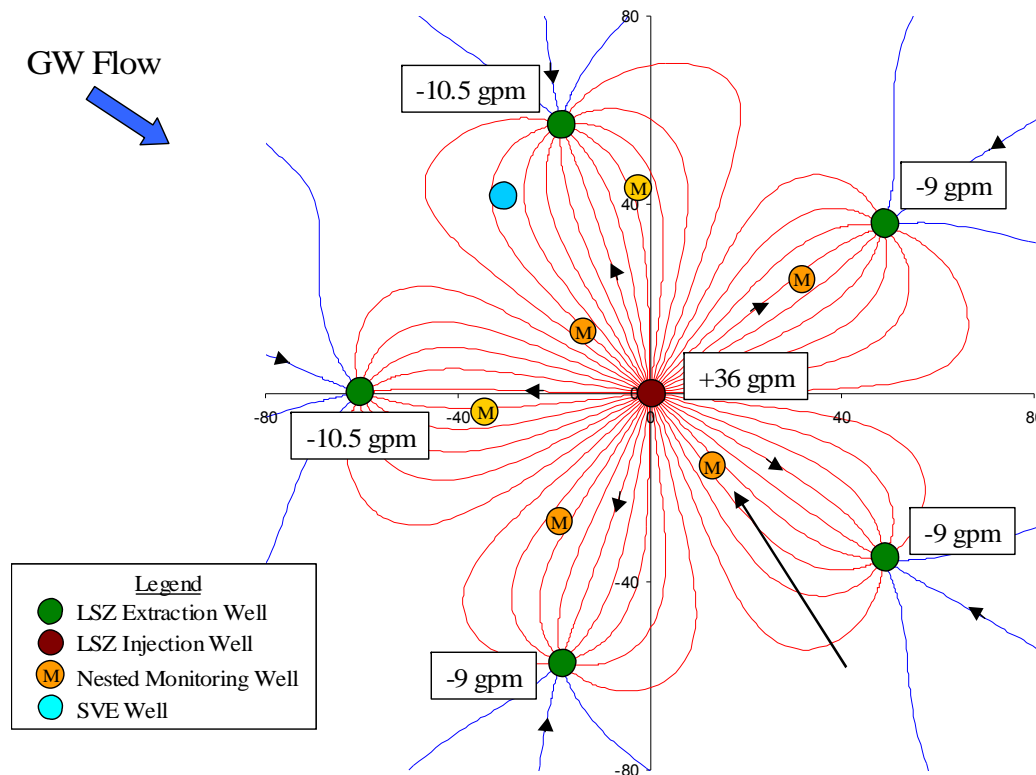 80
GW Flow
-10.5 gpm
-9 gpm
M
40
M
M
+36 gpm
0
-80
-40
0
40
80
M
-10.5 gpm
M
M
-9 gpm
-40
Legend
LSZ Extraction Well
LSZ Injection Well
M Nested Monitoring Well
SVE Well
-9 gpm
-80